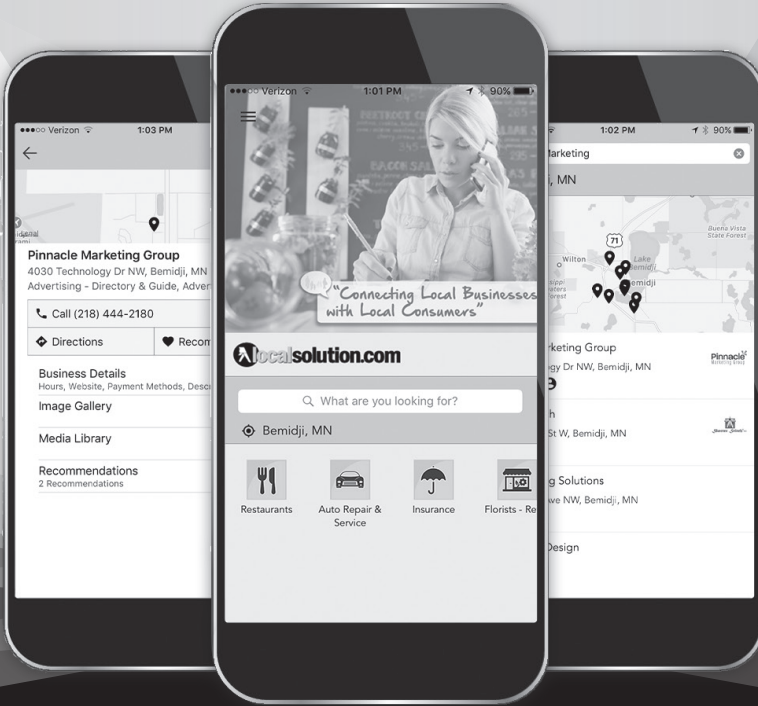 Verizon 1:03 PM
Pinnacle Marketing Group
4030 Technology Dr NW, Bemidji, MN
Advertising - Directory & Guide, Adver
Call (218) 444-2180
Directions
Recom
Business Details
Hours, Website, Payment Methods, Descr
Image Gallery
Media Library
Recommendations
2 Recommendations
Verizon 1:01 PM 90%
"Connecting Local Businesses
with Local Consumers"
localsolution.com
What are you looking for?
Bemidji, MN
Restaurants
Auto Repair &
Service
Insurance
Florists - Re
1:02 PM 90%
Marketing
i, MN
71
Buena Vista
State Forest
Wilton
Lake
Bemidji
emidji
rketing Group
Pinnacle
Marketing Group
gy Dr NW, Bemidji, MN
h
St W, Bemidji, MN
g Solutions
ve NW, Bemidji, MN
Design